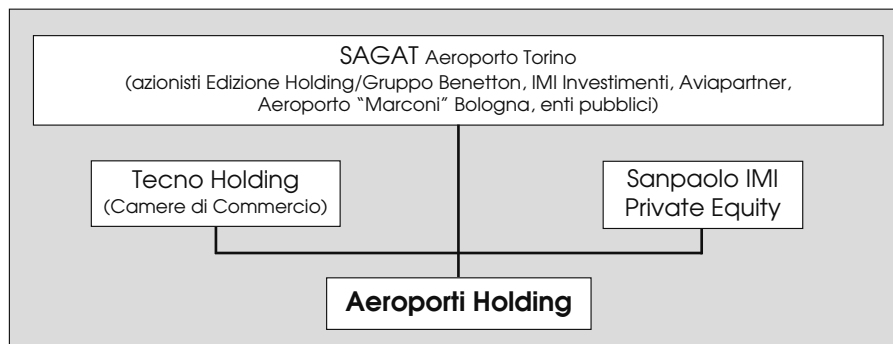 SAGAT Aeroporto Torino
(azionisti Edizione Holding/Gruppo Benetton, IMI Investimenti, Aviapartner,
Aeroporto “Marconi” Bologna, enti pubblici)
Tecno Holding
(Camere di Commercio)
Sanpaolo IMI
Private Equity
Aeroporti Holding